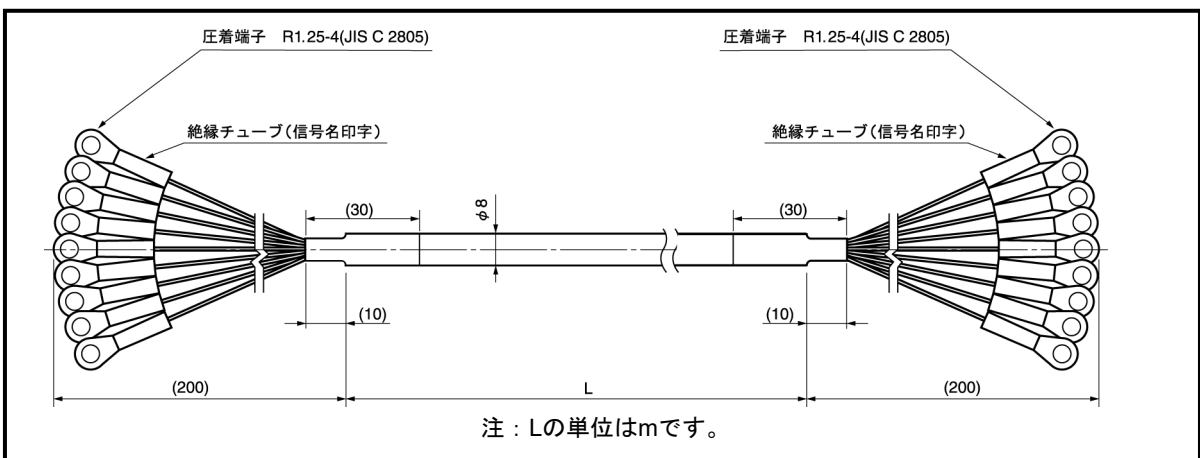 圧着端子 R1.25-4(JIS C 2805)
圧着端子 R1.25-4(JIS C 2805)
絶縁チューブ(信号名印字)
絶縁チューブ(信号名印字)
(30)
φ8
(30)
(10)
(10)
(200)
L
(200)
注：Lの単位はmです。